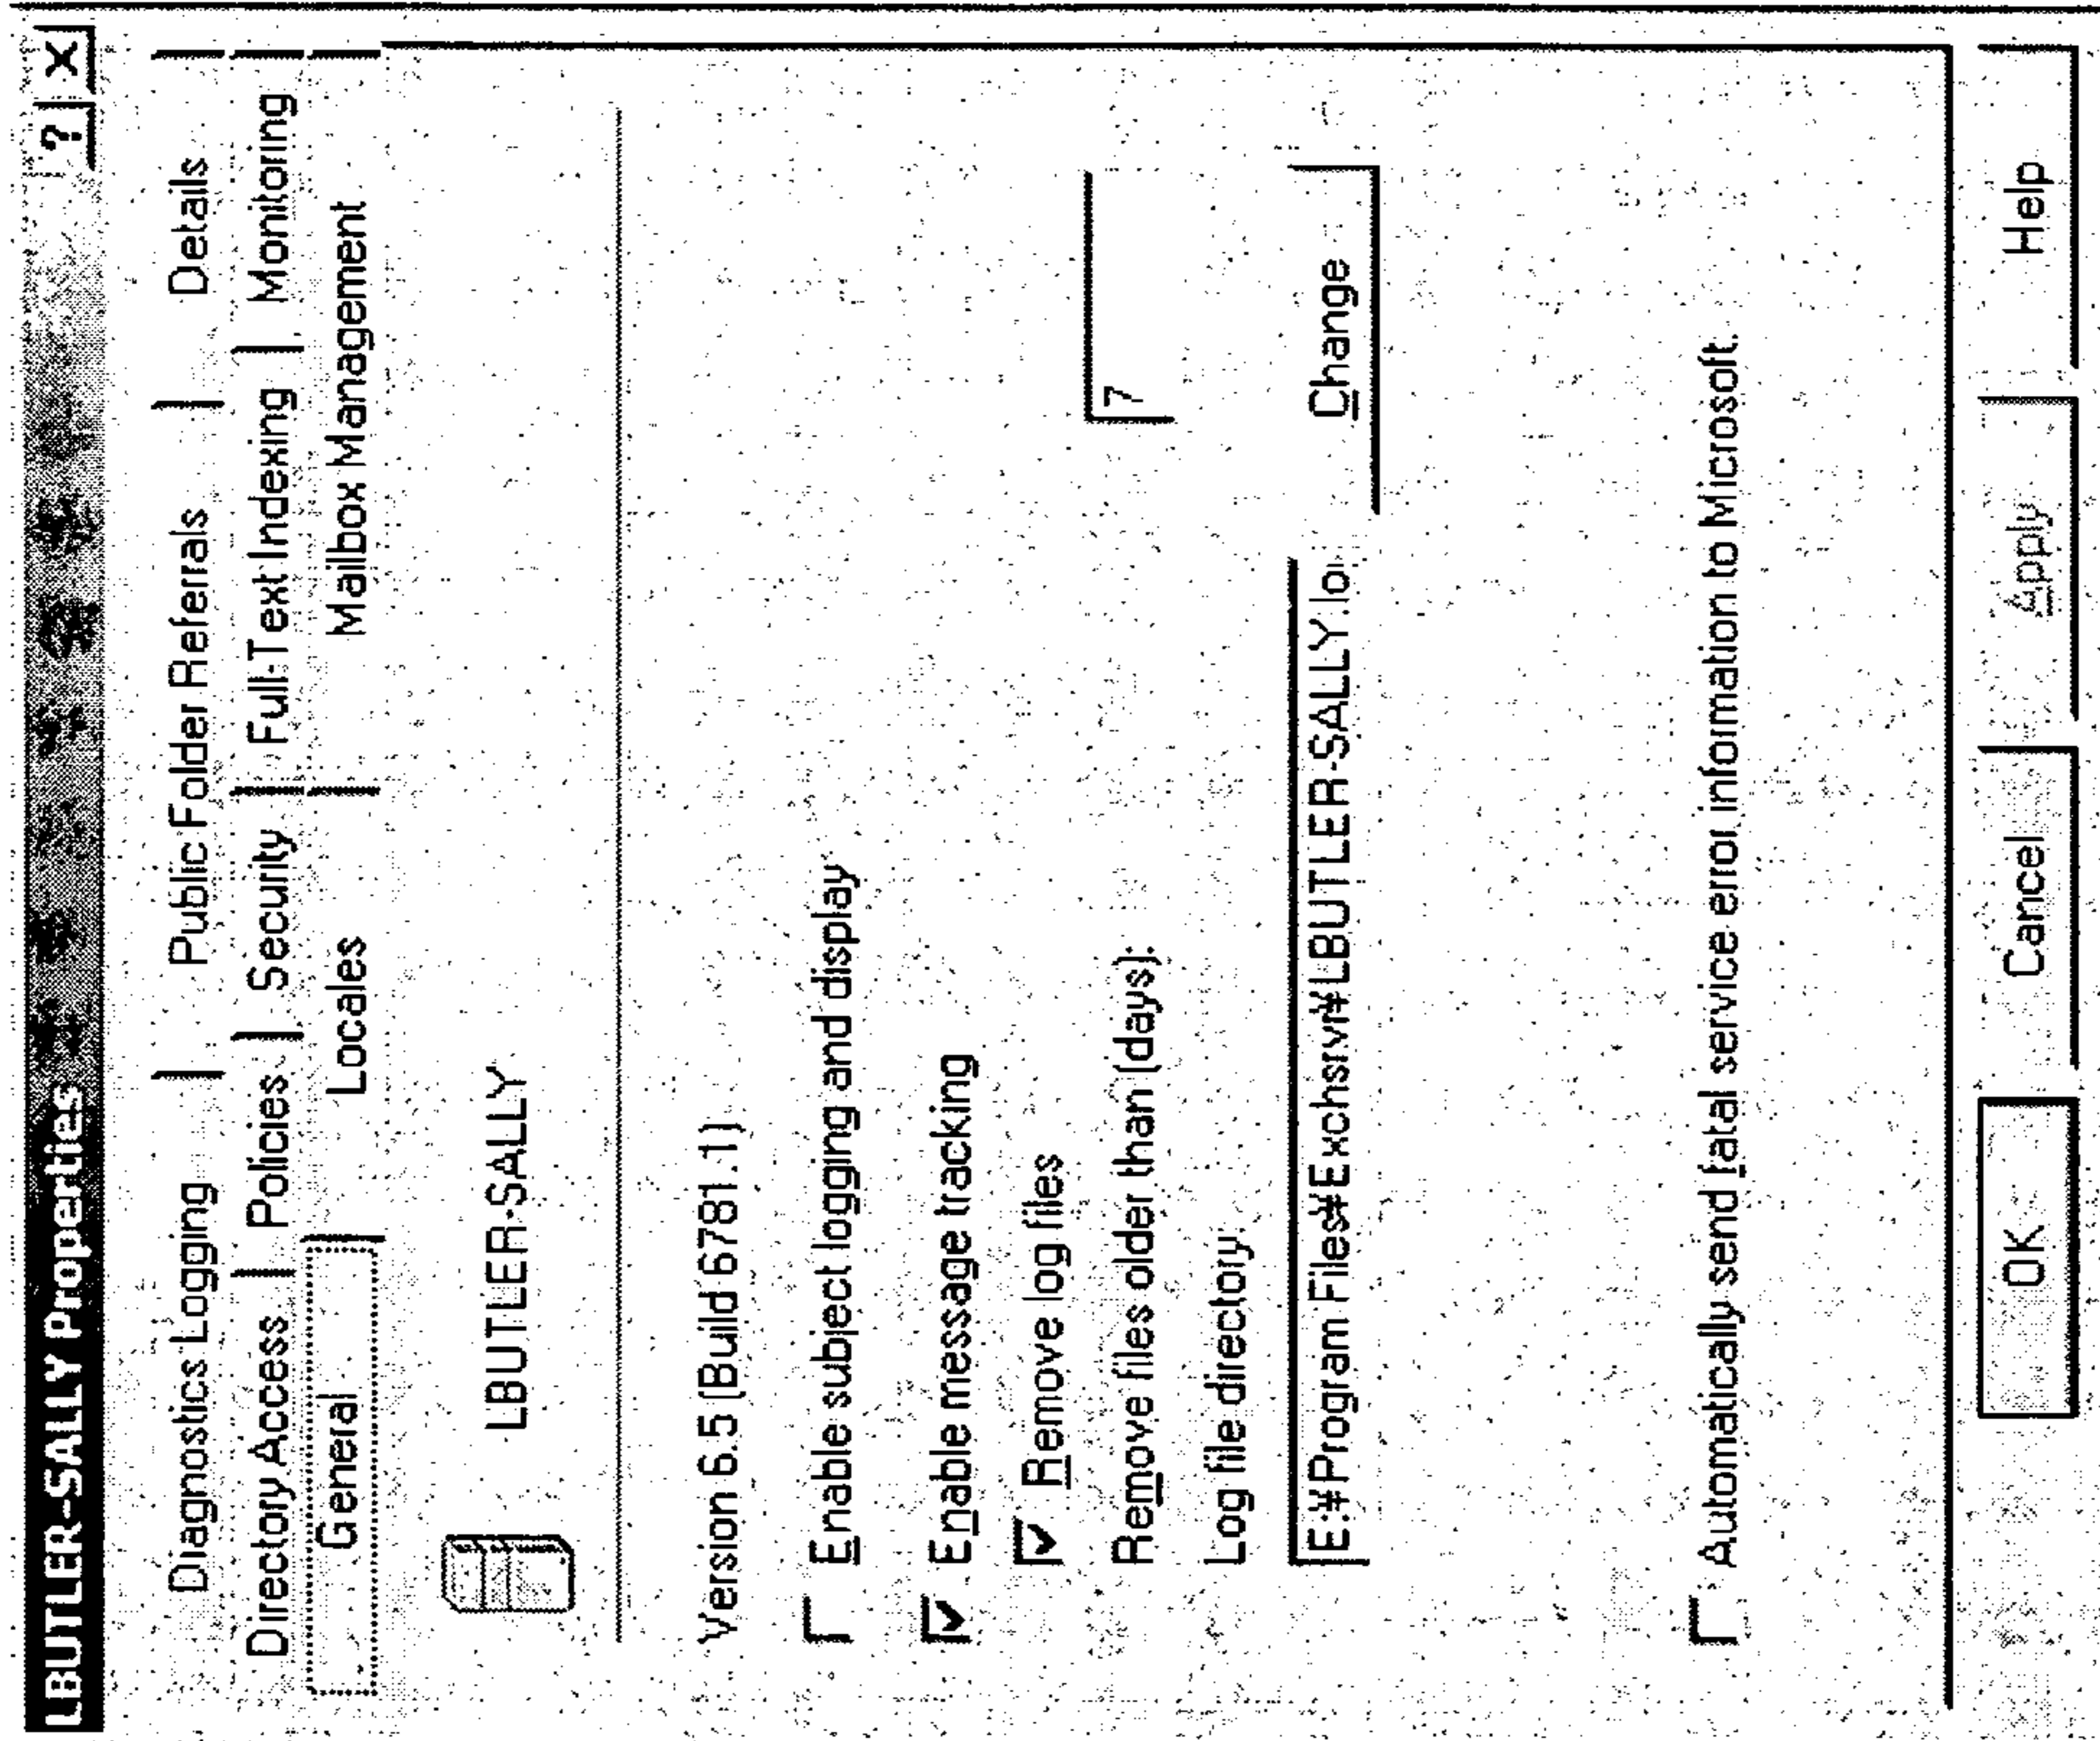 LBUTLER-SALLY Properties ? X
Diagnostics Logging Public Folder Referrals Details
Directory Access Policies Security Full-Text Indexing Monitoring
General Locales Mailbox Management
LBUTLER-SALLY
Version 6.5 (Build 6781.1)
Enable subject logging and display
Enable message tracking
Remove log files
Remove files older than (days): 7
Log file directory:
E:¥Program Files¥Exchsrvr¥LBUTLER-SALLY.lo Change
Automatically send fatal service error information to Microsoft.
OK Cancel Apply Help